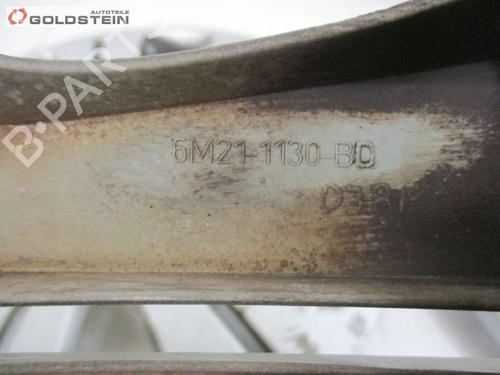 AUTOTEILE
GOLDSTEIN
B-PARTS
6M21-1130-BD